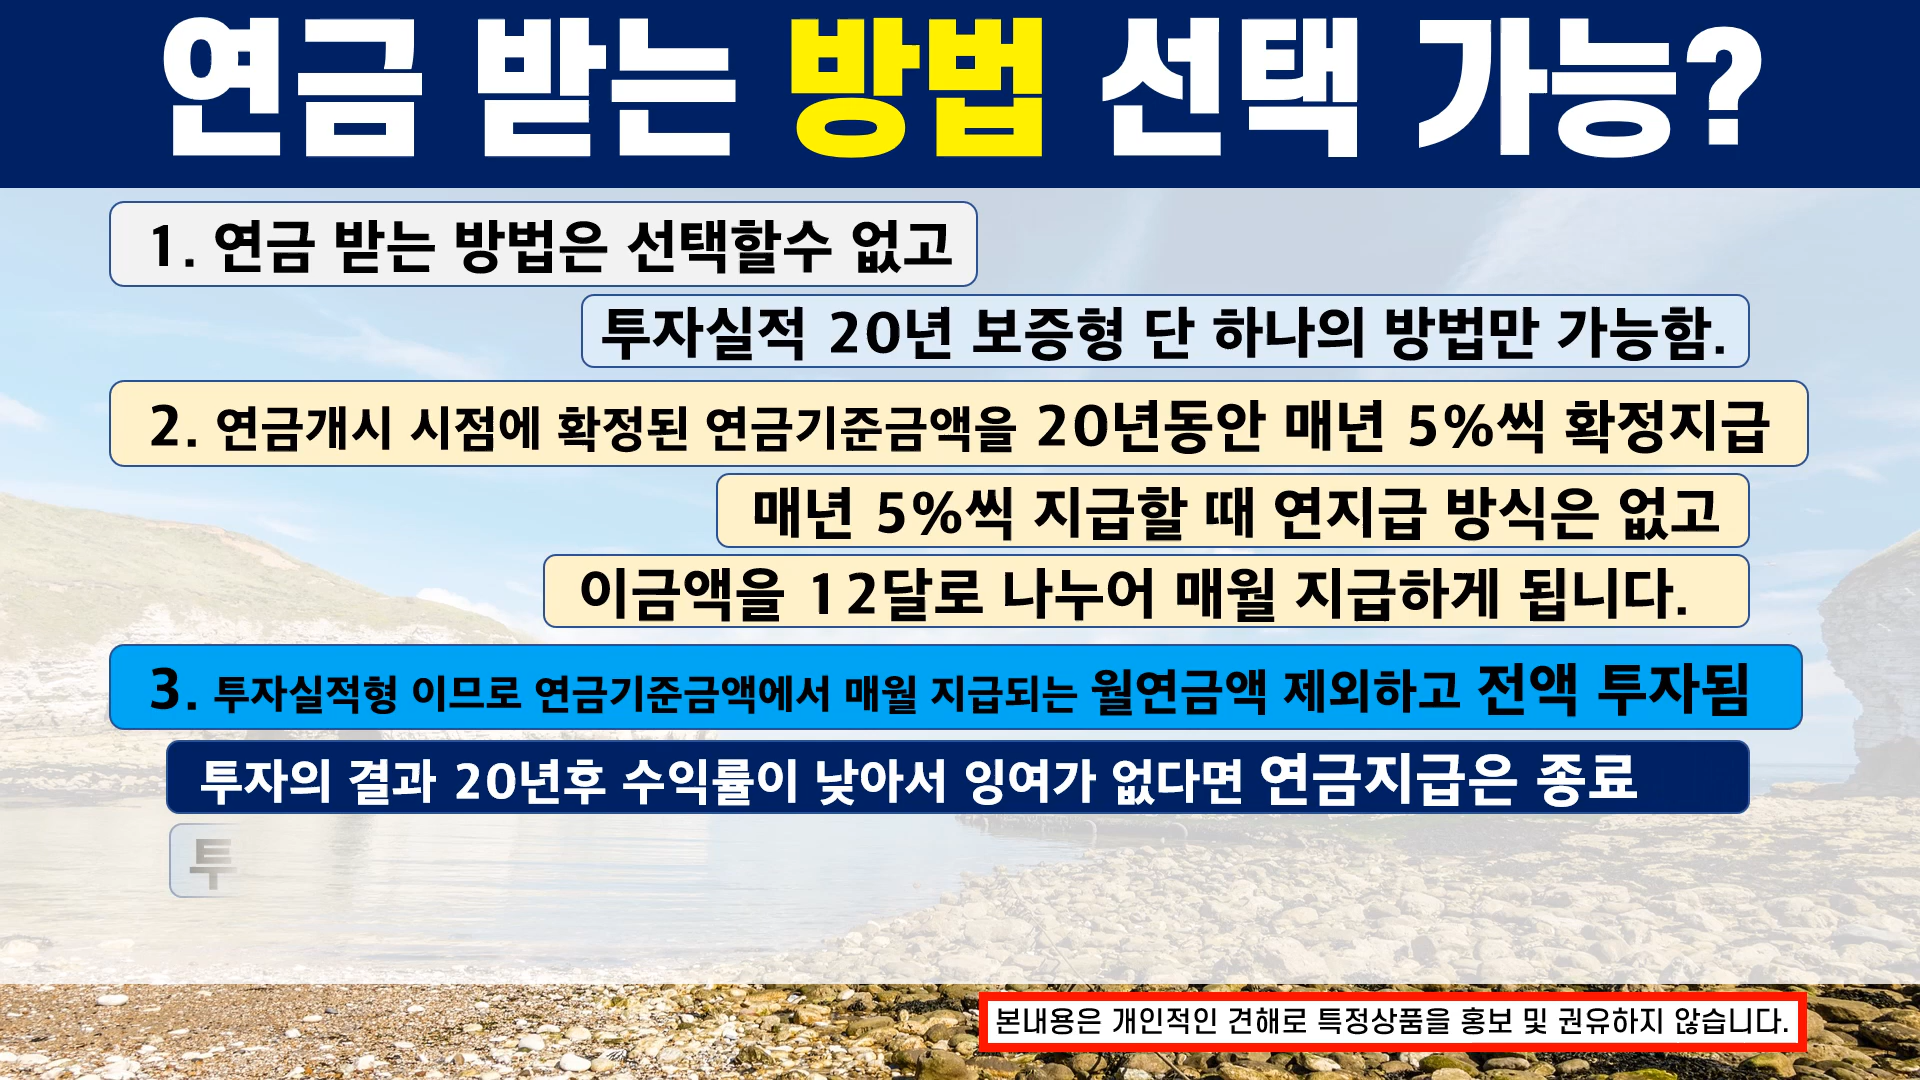 연금 받는 방법 선택 가능?
1. 연금 받는 방법은 선택할수 없고
투자실적 20년 보증형 단 하나의 방법만 가능함.
2. 연금개시 시점에 확정된 연금기준금액을 20년동안 매년 5%씩 확정지급
매년 5%씩 지급할 때 연지급 방식은 없고
이금액을 12달로 나누어 매월 지급하게 됩니다.
3. 투자실적형 이므로 연금기준금액에서 매월 지급되는 월연금액 제외하고 전액 투자됨
투자의 결과 20년후 수익률이 낮아서 잉여가 없다면 연금지급은 종료
투
본내용은 개인적인 견해로 특정상품을 홍보 및 권유하지 않습니다.